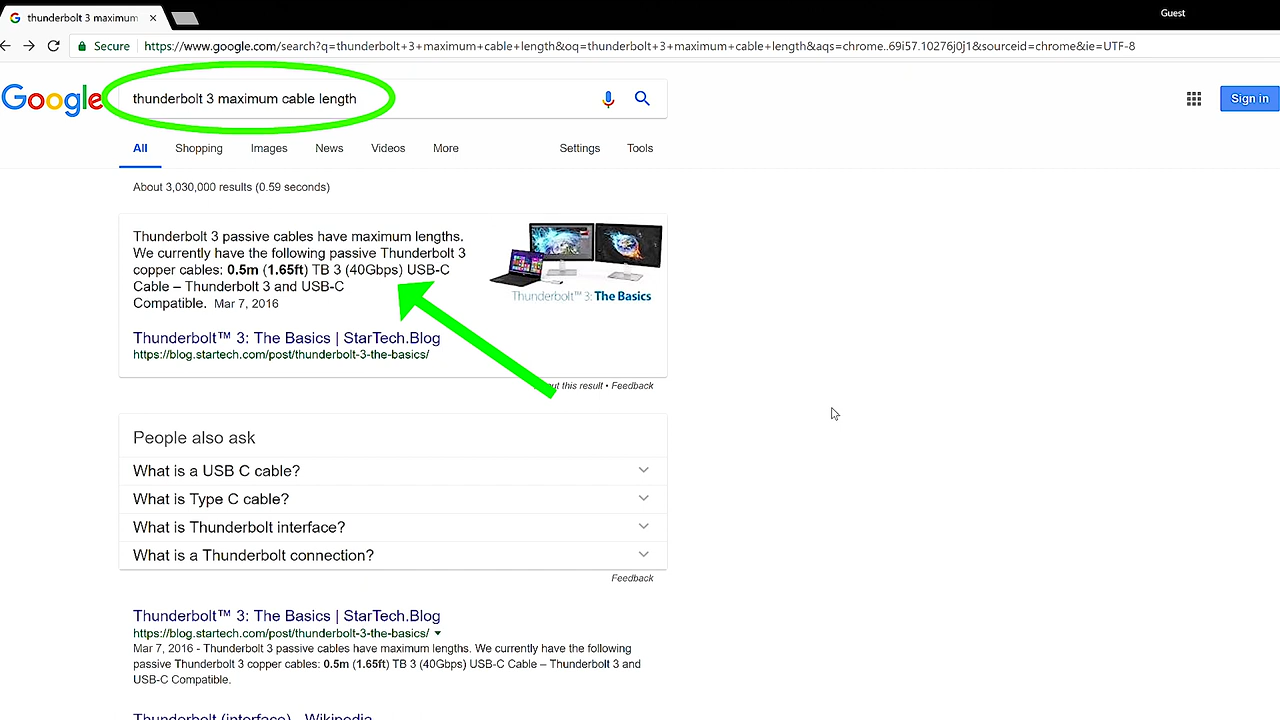 thunderbolt 3 maximum
Guest
Secure
https://www.google.com/search?q=thunderbolt+3+maximum+cable+length&oq=thunderbolt+3+maximum+cable+length&aqs=chrome..69i57.10276j0j1&sourceid=chrome&ie=UTF-8
Google
thunderbolt 3 maximum cable length
Sign in
All Shopping Images News Videos More Settings Tools
About 3,030,000 results (0.59 seconds)
Thunderbolt 3 passive cables have maximum lengths.
We currently have the following passive Thunderbolt 3
copper cables: 0.5m (1.65ft) TB 3 (40Gbps) USB-C
Cable – Thunderbolt 3 and USB-C
Compatible. Mar 7, 2016
Thunderbolt™ 3: The Basics
Thunderbolt™ 3: The Basics | StarTech.Blog
https://blog.startech.com/post/thunderbolt-3-the-basics/
this result • Feedback
People also ask
What is a USB C cable?
What is Type C cable?
What is Thunderbolt interface?
What is a Thunderbolt connection?
Feedback
Thunderbolt™ 3: The Basics | StarTech.Blog
https://blog.startech.com/post/thunderbolt-3-the-basics/
Mar 7, 2016 - Thunderbolt 3 passive cables have maximum lengths. We currently have the following
passive Thunderbolt 3 copper cables: 0.5m (1.65ft) TB 3 (40Gbps) USB-C Cable – Thunderbolt 3 and
USB-C Compatible.
Thunderbolt (interface) - Wikipedia